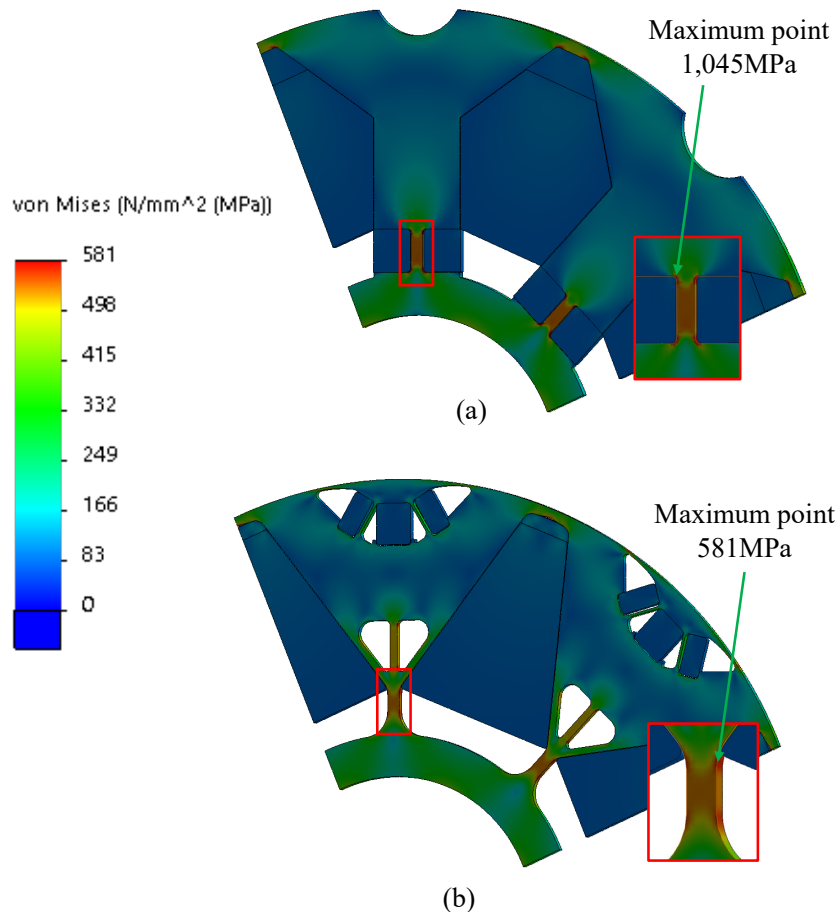 Maximum point
1,045MPa
von Mises (N/mm^2 (MPa))
581
498
415
332
249
166
83
0
(a)
Maximum point
581MPa
(b)